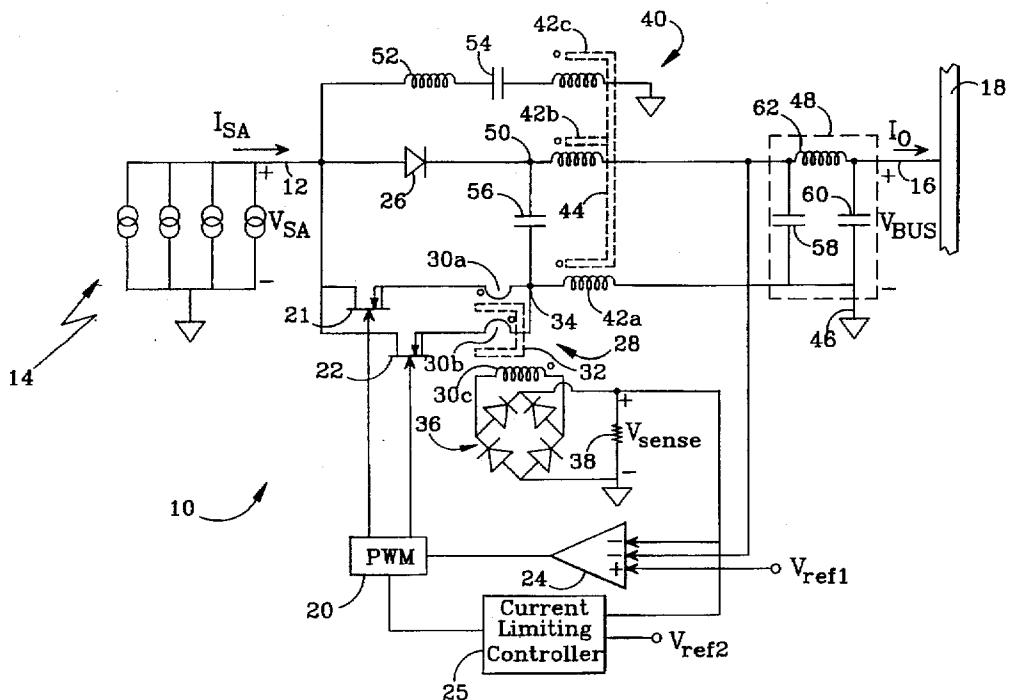 42c
40
54
52
18
48
42b
62
I_SA
50
I_O
+
12
26
56
44
+
16
60
V_SA
58
V_BUS
30a
−
−
21
34
42a
46
28
22
30b
32
14
30c
+
36
V_sense
38
−
10
PWM
−
−
+
24
V_ref1
20
Current
Limiting
Controller
V_ref2
25